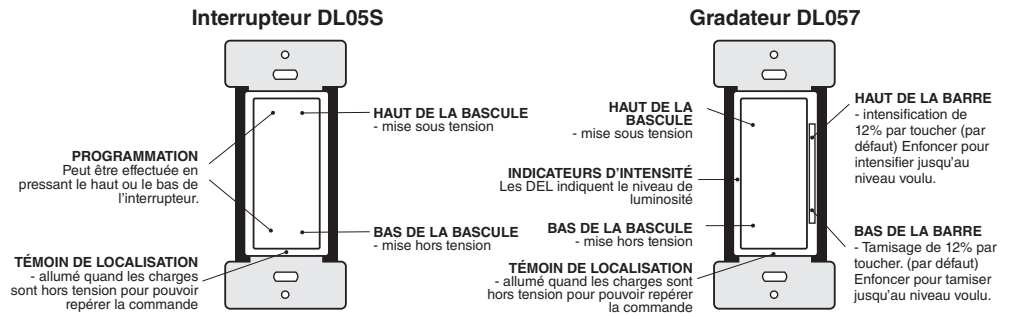 Interrupteur DL05S
HAUT DE LA BASCULE
- mise sous tension
PROGRAMMATION
Peut être effectuée en
pressant le haut ou le bas de
l'interrupteur.
BAS DE LA BASCULE
- mise hors tension
TÉMOIN DE LOCALISATION
- allumé quand les charges
sont hors tension pour pouvoir
repérer la commande
Gradateur DL057
HAUT DE LA
BASCULE
- mise sous tension
INDICATEURS D'INTENSITÉ
Les DEL indiquent le niveau de
luminosité
BAS DE LA BASCULE
- mise hors tension
TÉMOIN DE LOCALISATION
- allumé quand les charges sont
hors tension pour pouvoir repérer
la commande
HAUT DE LA BARRE
- intensification de
12% par toucher (par
défaut) Enfoncer pour
intensifier jusqu'au
niveau voulu.
BAS DE LA BARRE
- Tamisage de 12% par
toucher. (par défaut)
Enfoncer pour tamiser
jusqu'au niveau voulu.